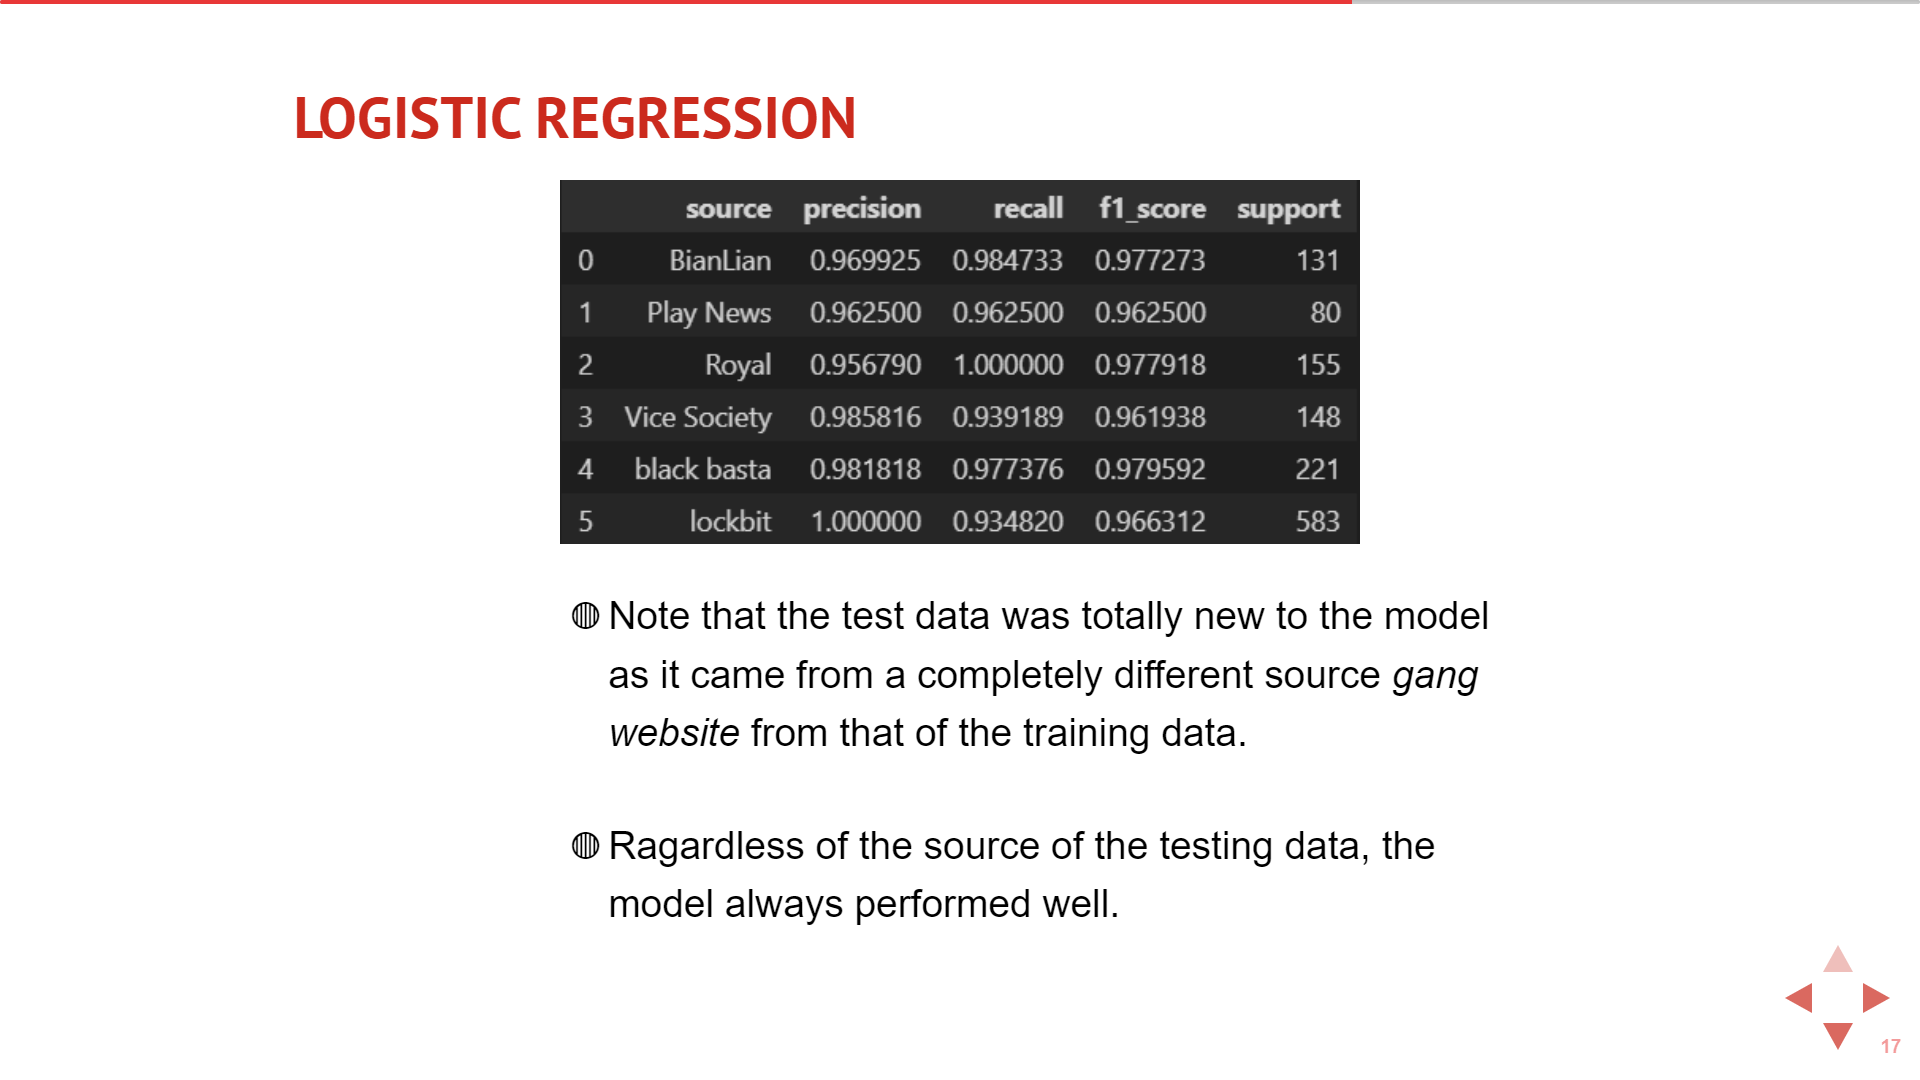 LOGISTIC REGRESSION
source precision recall f1_score support
0 BianLian 0.969925 0.984733 0.977273 131
1 Play News 0.962500 0.962500 0.962500 80
2 Royal 0.956790 1.000000 0.977918 155
3 Vice Society 0.985816 0.939189 0.961938 148
4 black basta 0.981818 0.977376 0.979592 221
5 lockbit 1.000000 0.934820 0.966312 583
Note that the test data was totally new to the model
as it came from a completely different source gang
website from that of the training data.
Ragardless of the source of the testing data, the
model always performed well.
17